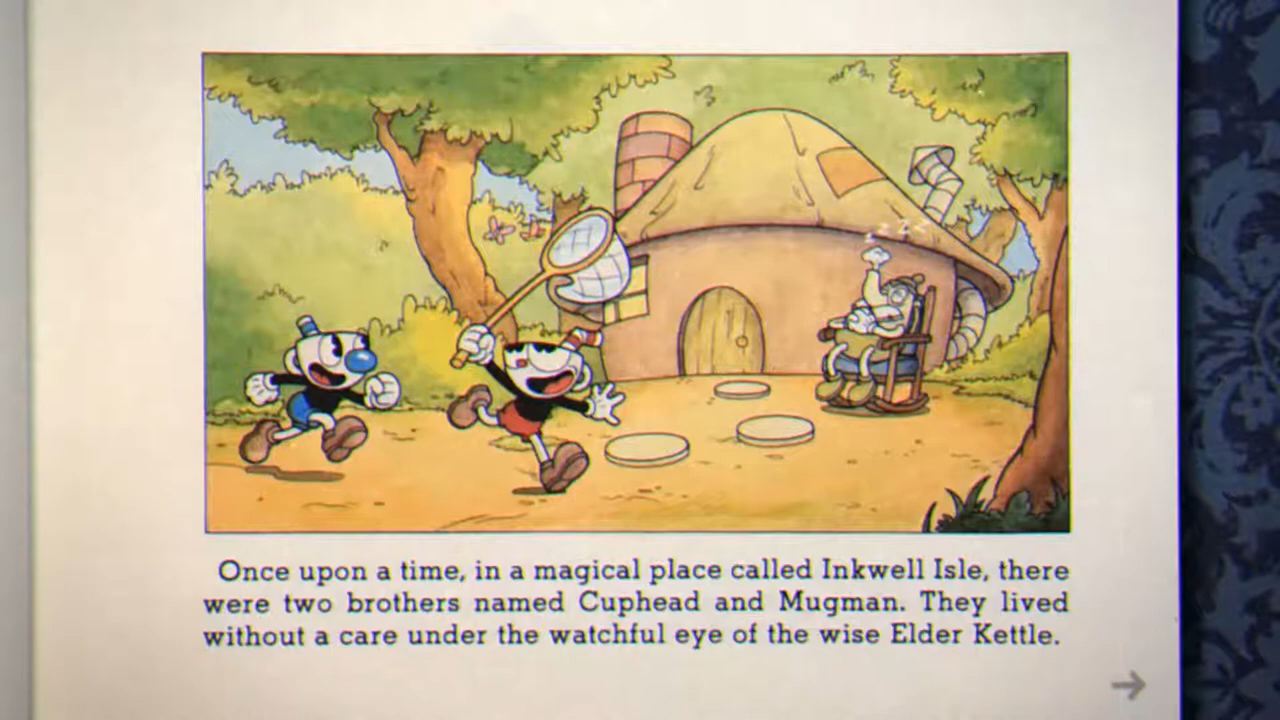 z z z z
Once upon a time, in a magical place called Inkwell Isle, there
were two brothers named Cuphead and Mugman. They lived
without a care under the watchful eye of the wise Elder Kettle.